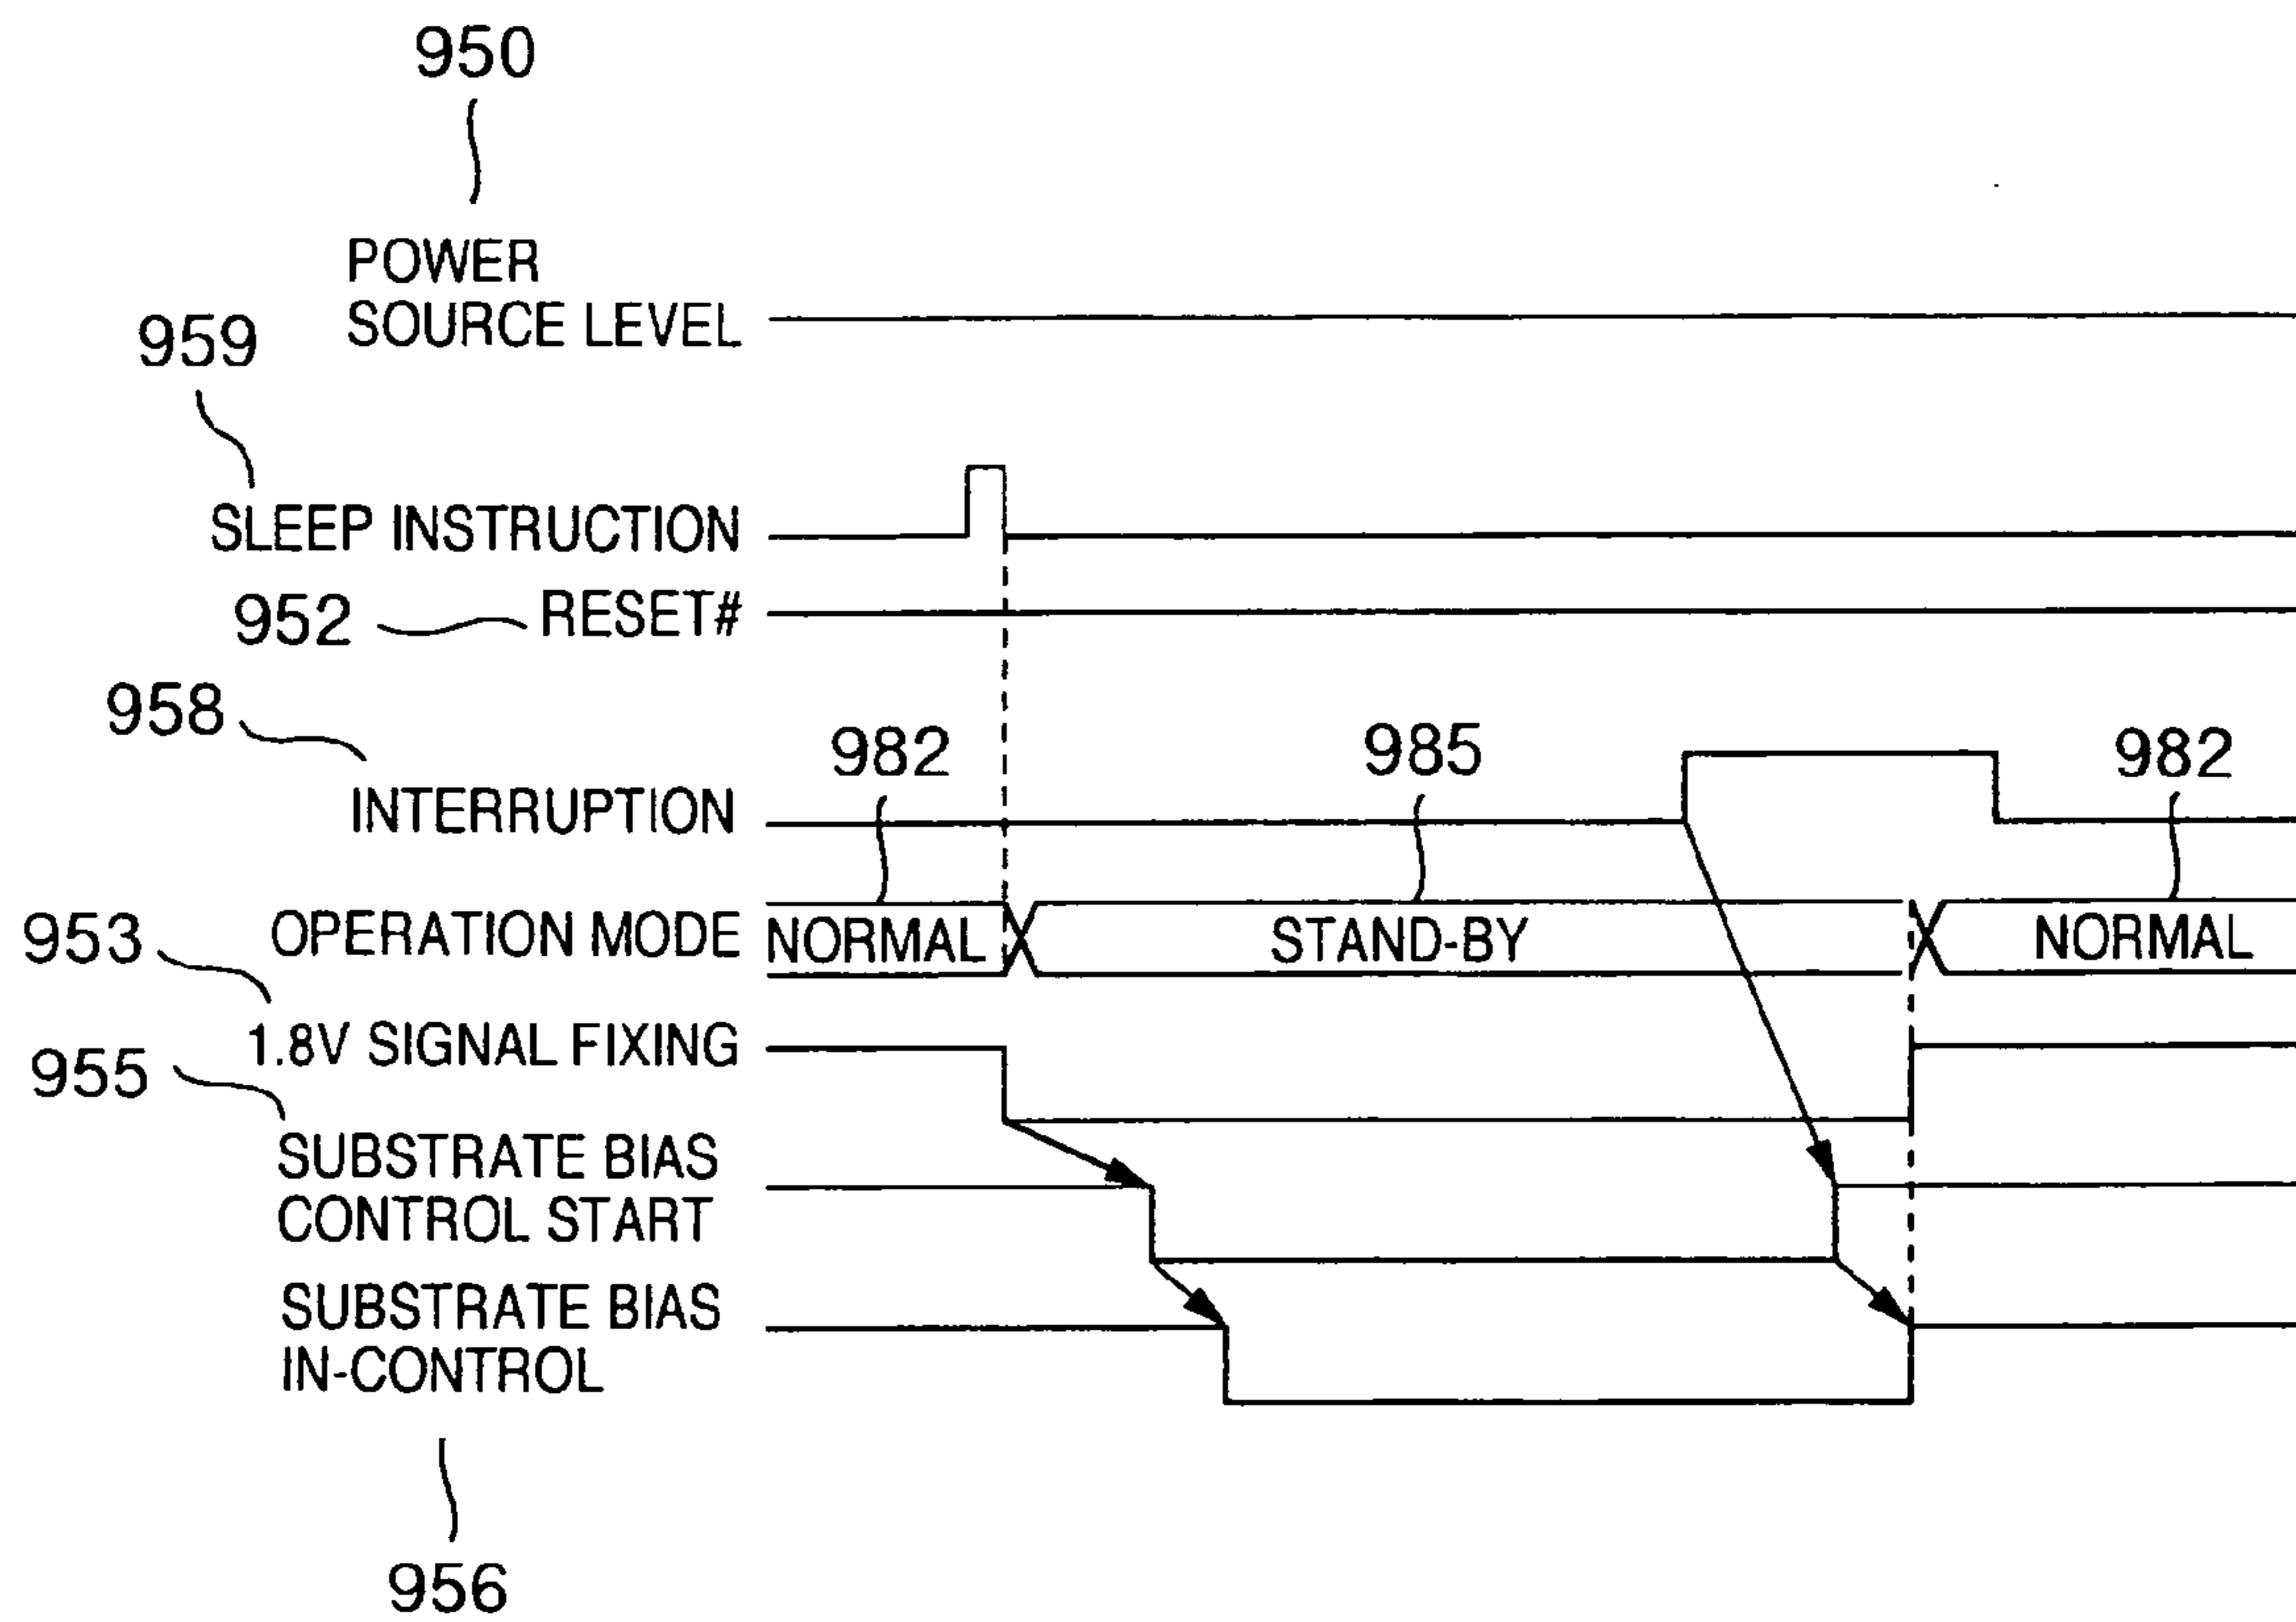 950
POWER
SOURCE LEVEL
959
SLEEP INSTRUCTION
952
RESET#
958
INTERRUPTION
982
985
982
OPERATION MODE
NORMAL
STAND-BY
NORMAL
953
1.8V SIGNAL FIXING
955
SUBSTRATE BIAS
CONTROL START
SUBSTRATE BIAS
IN-CONTROL
956